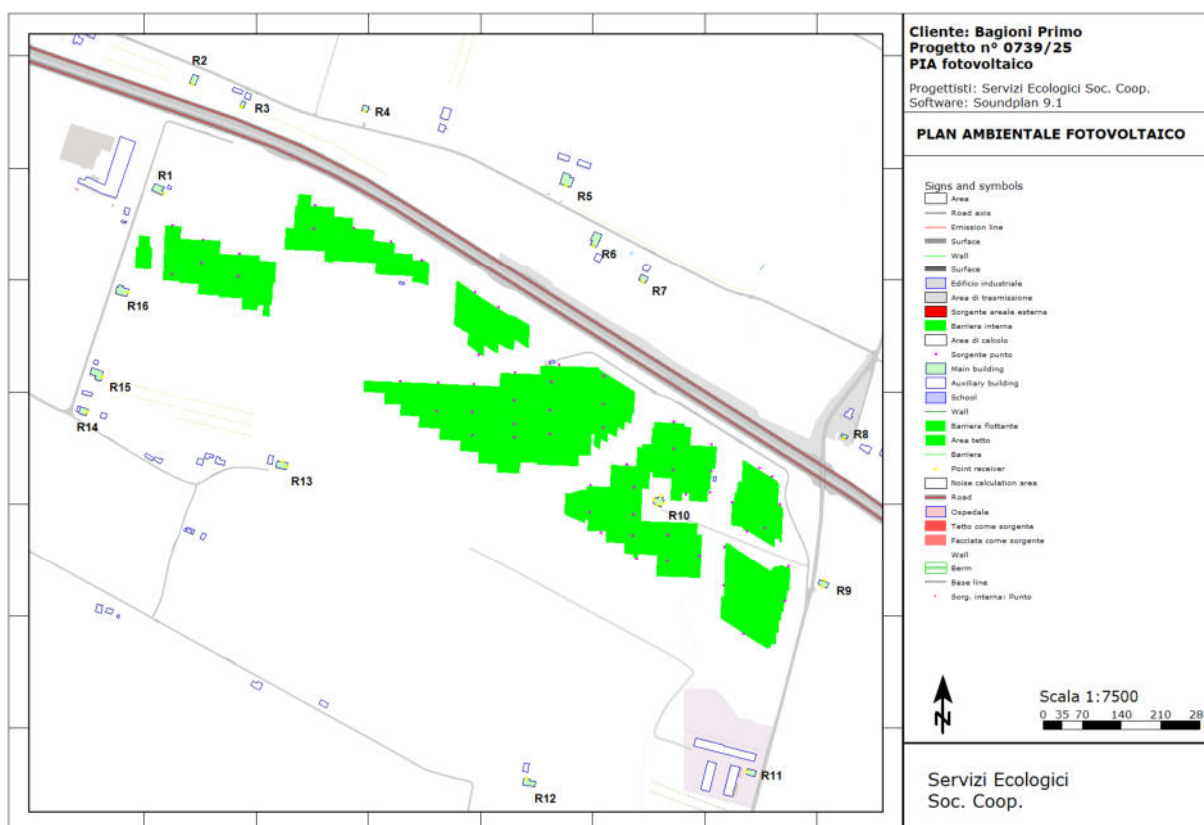 R2
R3
R4
R1
R5
R6
R7
R16
R15
R14
R13
R8
R10
R9
R11
R12
Cliente: Bagioni Primo
Progetto n° 0739/25
PIA fotovoltaico
Progettisti: Servizi Ecologici Soc. Coop.
Software: Soundplan 9.1
PLAN AMBIENTALE FOTOVOLTAICO
Signs and symbols
Area
Road axis
Emission line
Surface
Wall
Surface
Edificio industriale
Area di trasmissione
Sorgente areale esterna
Barriera interna
Area di calcolo
Sorgente punto
Main building
Auxiliary building
School
Wall
Barriera flottante
Area tetto
Barriera
Point receiver
Noise calculation area
Road
Ospedale
Tetto come sorgente
Facciata come sorgente
Wall
Berm
Base line
Sorg. interna: Punto
N
Scala 1:7500
0 35 70 140 210 28
Servizi Ecologici
Soc. Coop.